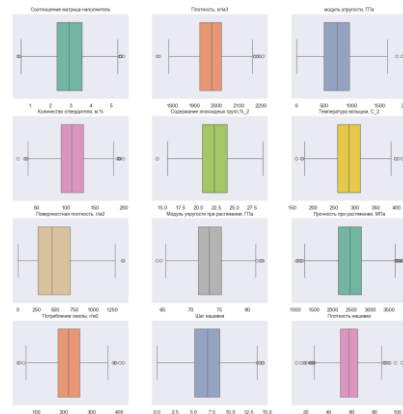 Соотношение матрица-наполнитель
Плотность, кг/м3
модуль упругости, ГПа
1 2 3 4 5
1800 1900 2000 2100 2200
0 500 1000 1500
Количество отвердителя, м.%
Содержание эпоксидных групп,%_2
Температура вспышки, С_2
50 100 150 200
15.0 17.5 20.0 22.5 25.0 27.5
150 200 250 300 350 400
Поверхностная плотность, г/м2
Модуль упругости при растяжении, ГПа
Прочность при растяжении, МПа
0 250 500 750 1000 1250
65 70 75 80
1000 1500 2000 2500 3000 3500
Потребление смолы, г/м2
Шаг нашивки
Плотность нашивки
100 200 300 400
0.0 2.5 5.0 7.5 10.0 12.5 15.0
20 40 60 80 100